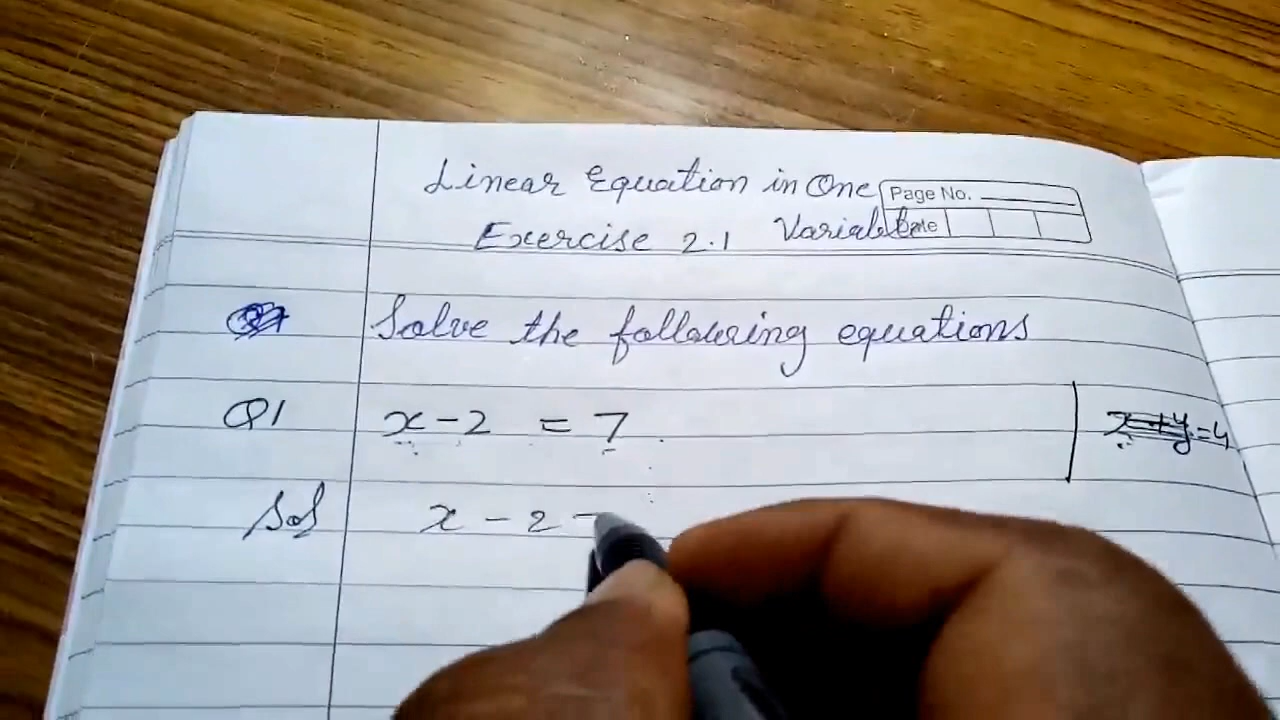 Linear Equation in One
Page No.
Exercise 2.1 Variable
Date
Solve the following equations
Q1 x - 2 = 7
x + y = 4
Sol x - 2 =